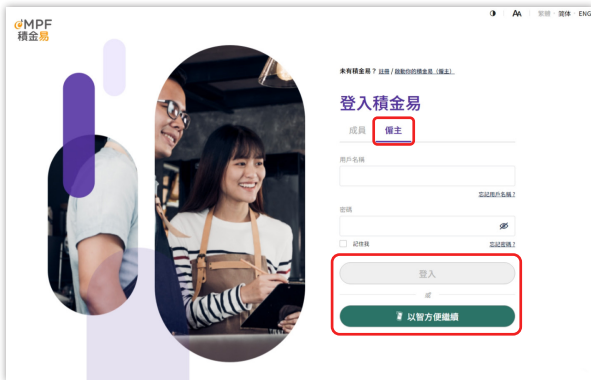 eMPF
積金易
AA 繁體 · 简体 · ENG
未有積金易？ 註冊 / 啟動你的積金易（僱主）
登入積金易
成員 僱主
用戶名稱
忘記用戶名稱？
密碼
記住我 忘記密碼？
登入
或
以智方便繼續